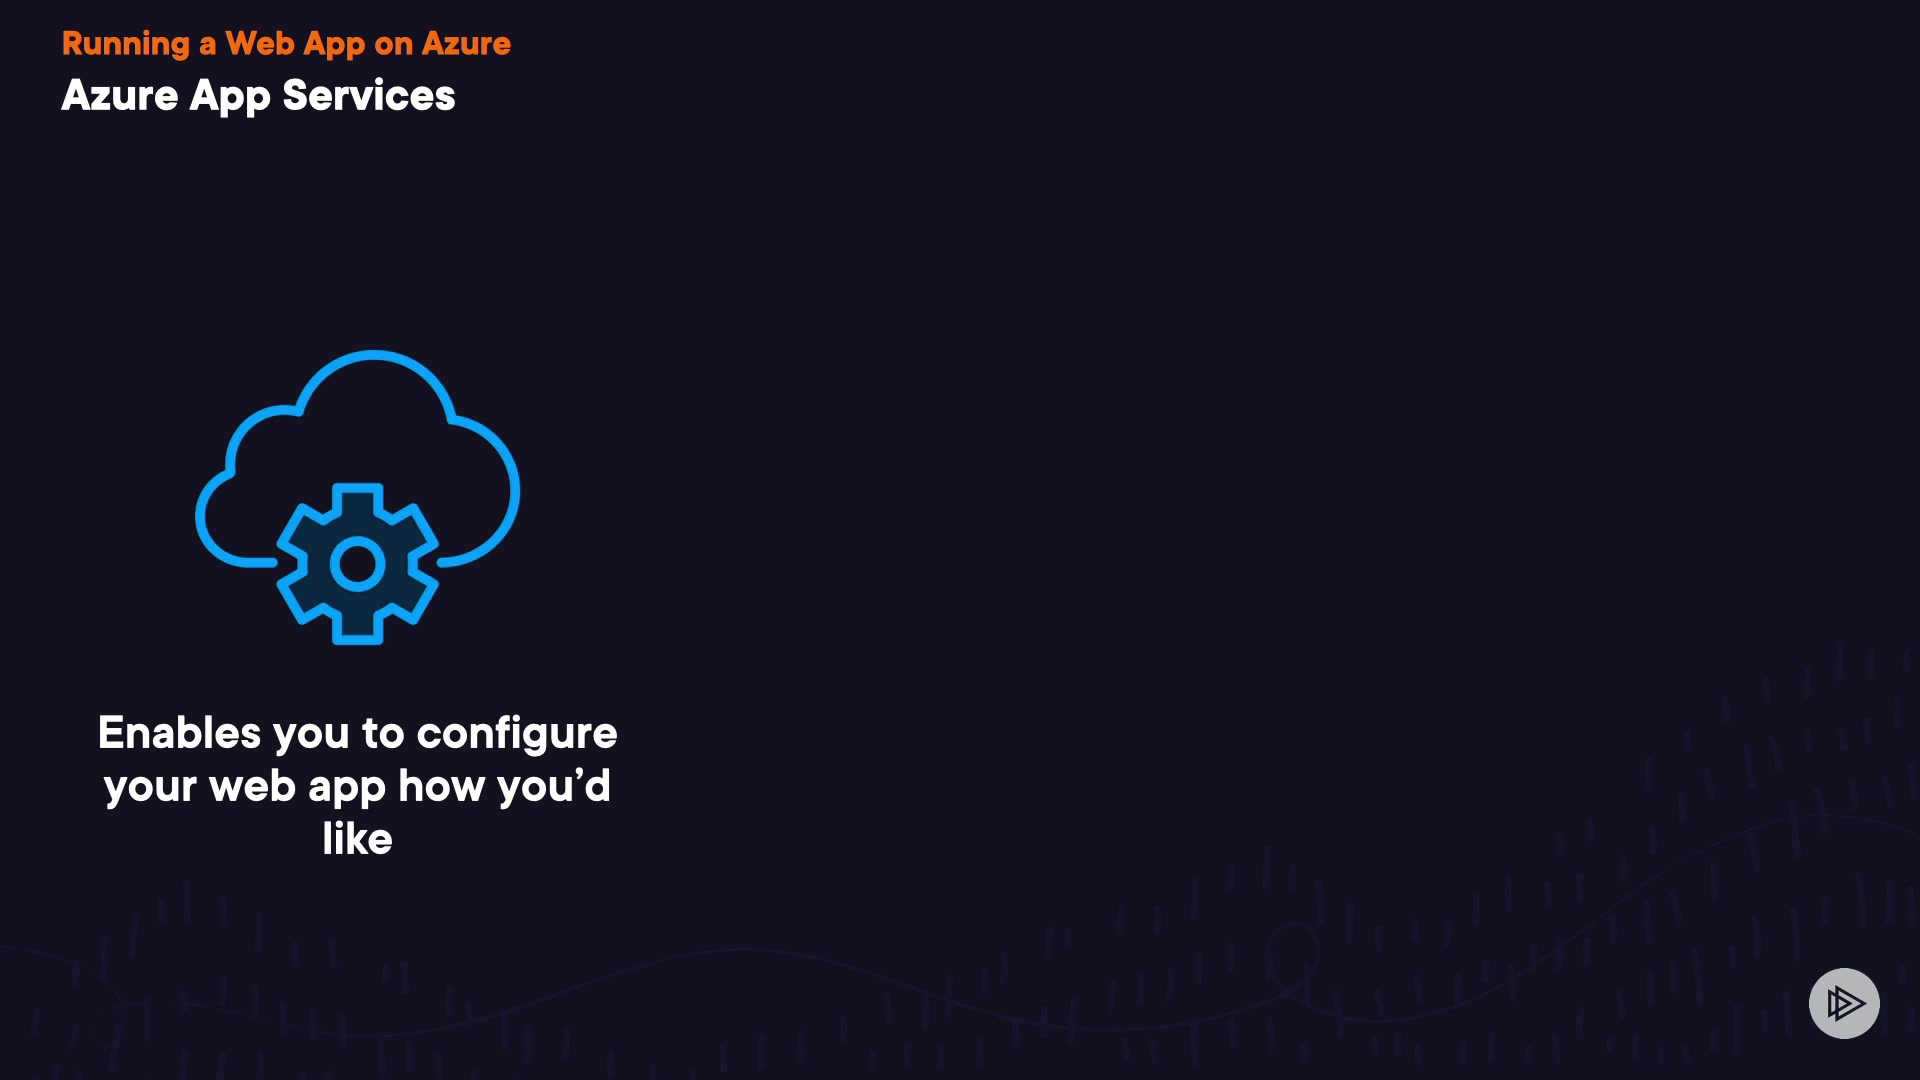 Running a Web App on Azure
Azure App Services
Enables you to configure
your web app how you’d
like